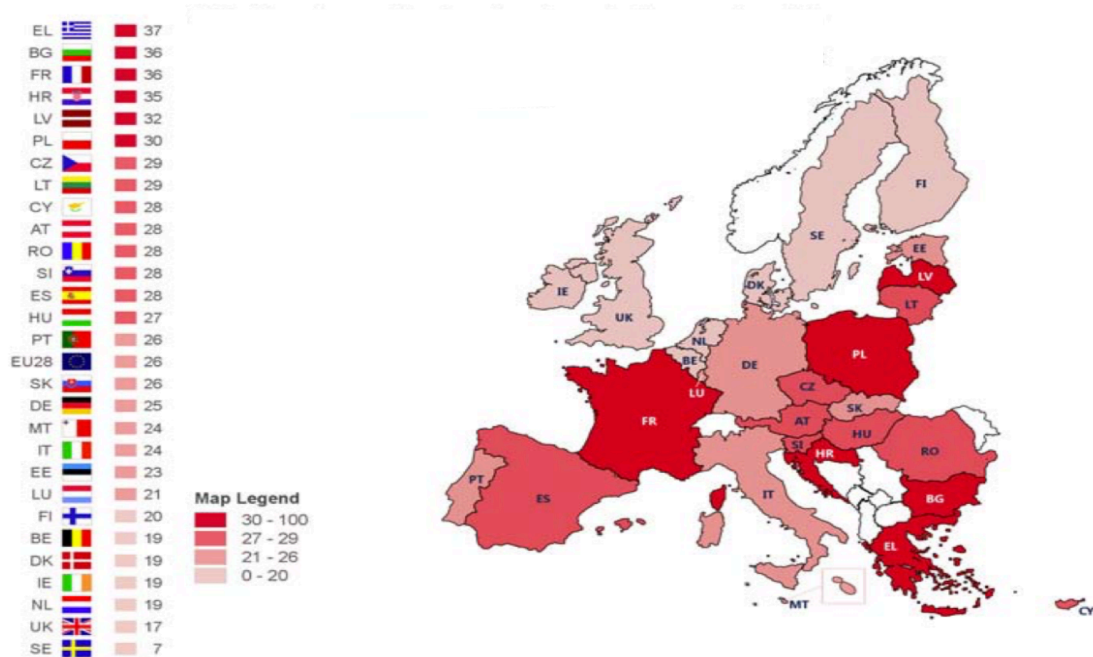 EL 37
BG 36
FR 36
HR 35
LV 32
PL 30
CZ 29
LT 29
CY 28
AT 28
RO 28
SI 28
ES 28
HU 27
PT 26
EU28 26
SK 26
DE 25
MT 24
IT 24
EE 23
LU 21
FI 20
BE 19
DK 19
IE 19
NL 19
UK 17
SE 7
Map Legend
30 - 100
27 - 29
21 - 26
0 - 20
FI
SE
EE
LV
LT
DK
IE
UK
NL
BE
DE
PL
LU
CZ
SK
FR
AT
HU
SI
HR
RO
PT
ES
IT
BG
EL
MT
CY